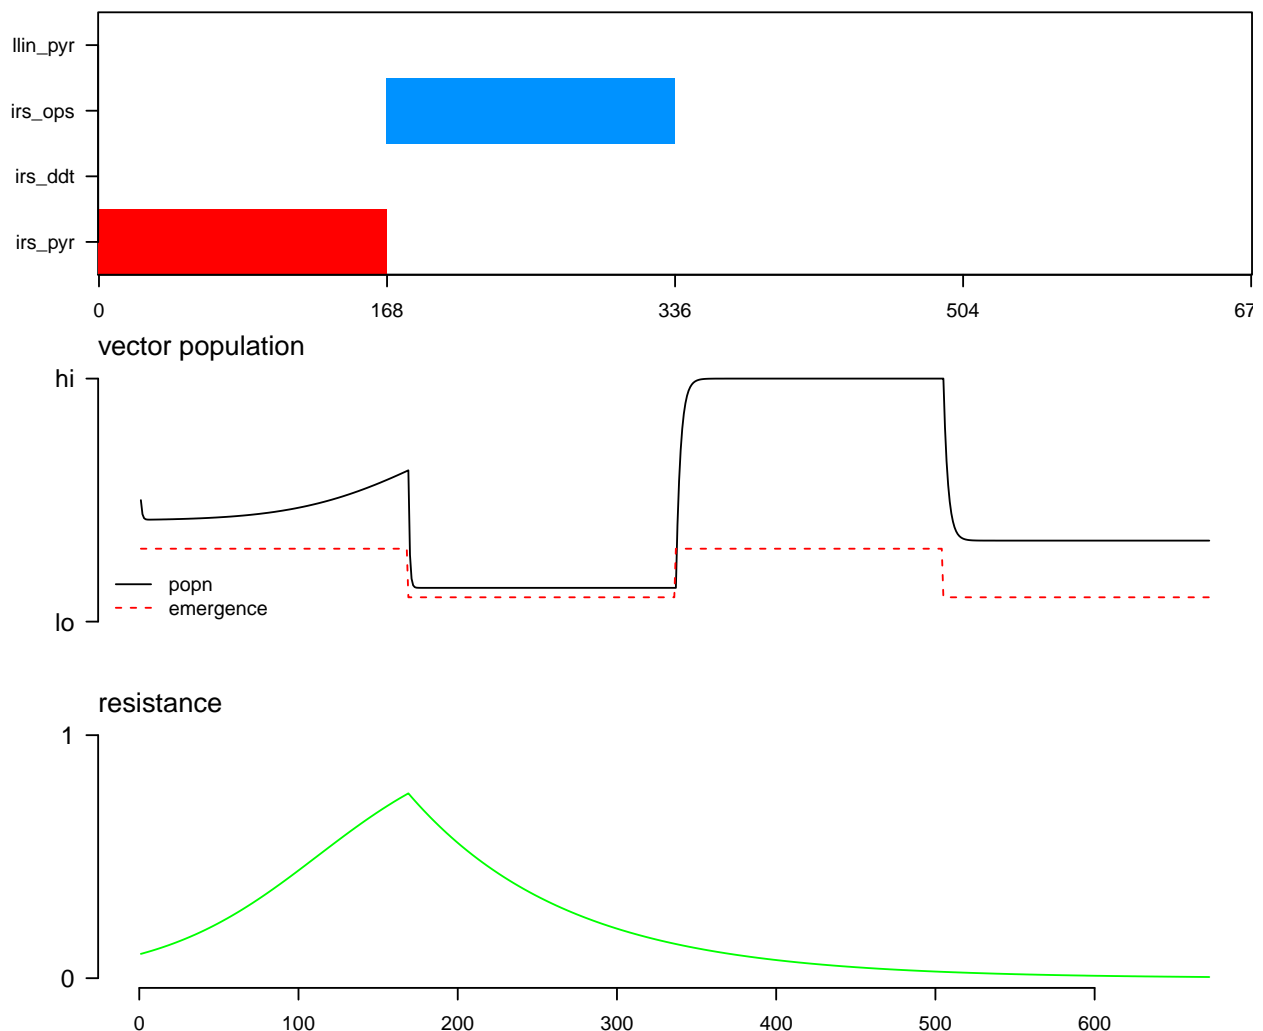 llin_pyr
irs_ops
irs_ddt
irs_pyr
0 168 336 504 67
vector population
hi
popn
emergence
lo
resistance
1
0
0 100 200 300 400 500 600